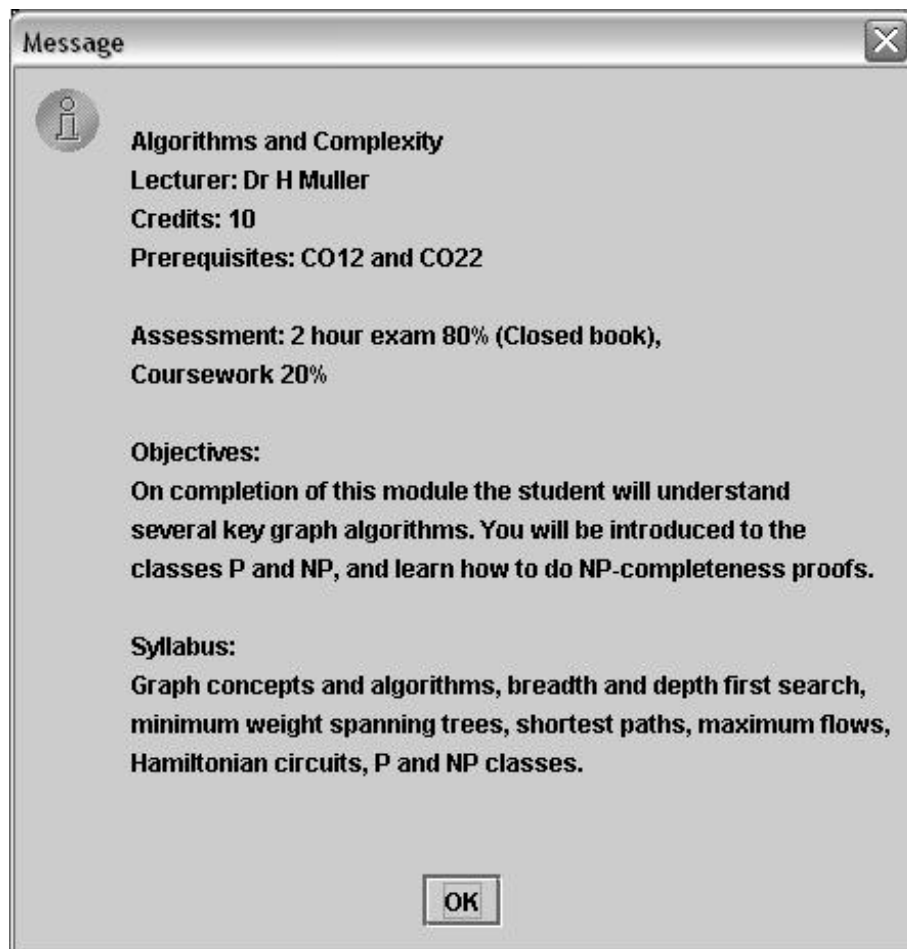 Message
Algorithms and Complexity
Lecturer: Dr H Muller
Credits: 10
Prerequisites: CO12 and CO22
Assessment: 2 hour exam 80% (Closed book),
Coursework 20%
Objectives:
On completion of this module the student will understand
several key graph algorithms. You will be introduced to the
classes P and NP, and learn how to do NP-completeness proofs.
Syllabus:
Graph concepts and algorithms, breadth and depth first search,
minimum weight spanning trees, shortest paths, maximum flows,
Hamiltonian circuits, P and NP classes.
OK